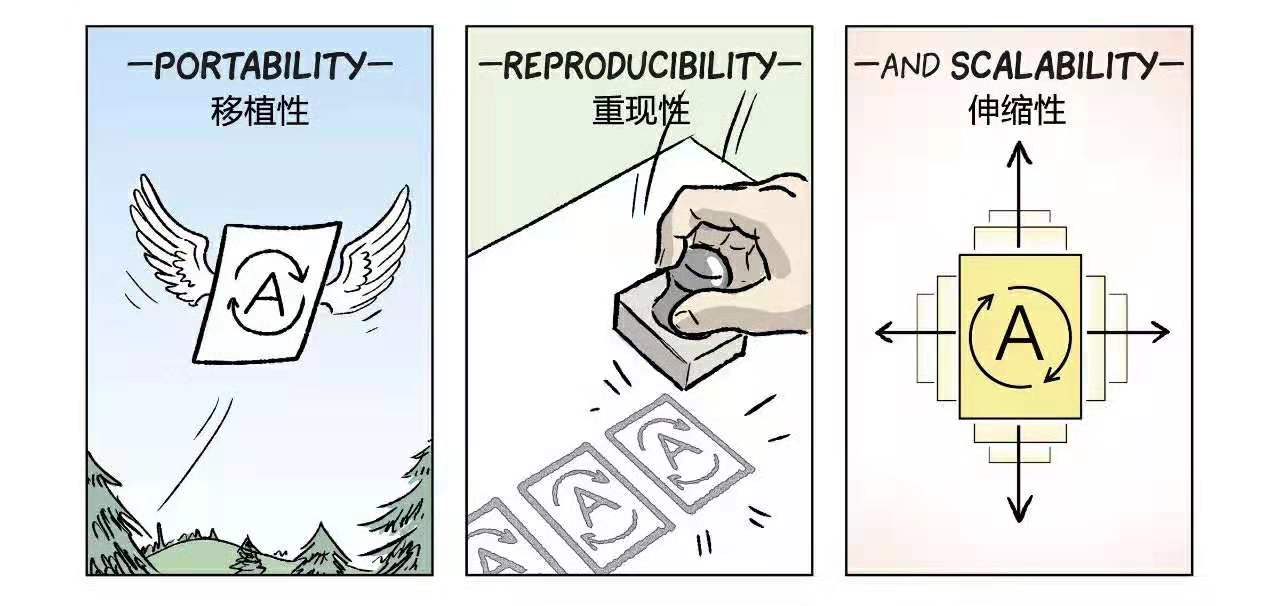 —PORTABILITY—
移植性
A
—REPRODUCIBILITY—
重现性
A
A
A
—AND SCALABILITY—
伸缩性
A